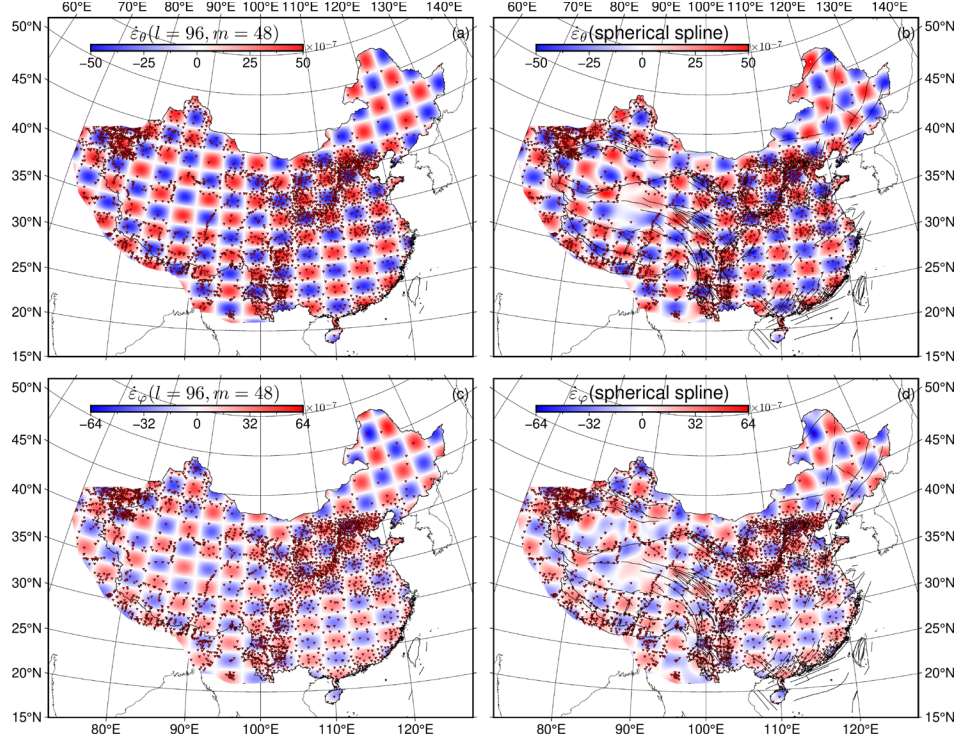 60°E 70°E 80°E 90°E 100°E 110°E 120°E 130°E 140°E
60°E 70°E 80°E 90°E 100°E 110°E 120°E 130°E 140°E
50°N 50°N
ε̇θ(l = 96, m = 48) (a)
×10⁻⁷
−50 −25 0 25 50
ε̇θ(spherical spline) (b)
×10⁻⁷
−50 −25 0 25 50
45°N 45°N
40°N 40°N
35°N 35°N
30°N 30°N
25°N 25°N
20°N 20°N
15°N 15°N
50°N 50°N
ε̇φ(l = 96, m = 48) (c)
×10⁻⁷
−64 −32 0 32 64
ε̇φ(spherical spline) (d)
×10⁻⁷
−64 −32 0 32 64
45°N 45°N
40°N 40°N
35°N 35°N
30°N 30°N
25°N 25°N
20°N 20°N
15°N 15°N
80°E 90°E 100°E 110°E 120°E
80°E 90°E 100°E 110°E 120°E